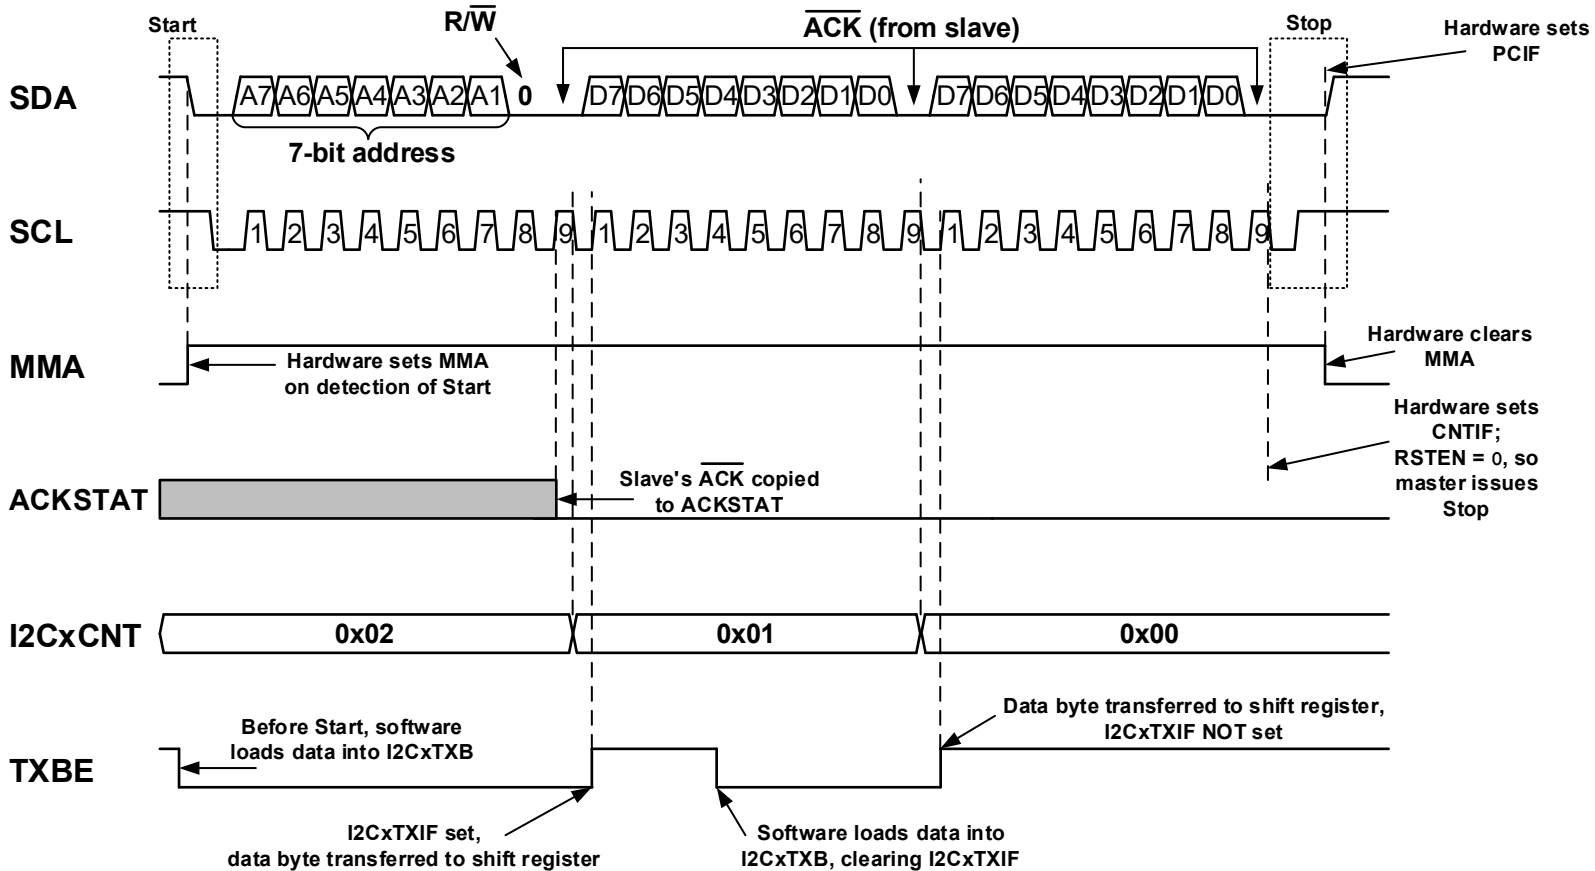 Start
R/W
ACK (from slave)
Stop
Hardware sets
PCIF
SDA
A7 A6 A5 A4 A3 A2 A1 0 D7 D6 D5 D4 D3 D2 D1 D0 D7 D6 D5 D4 D3 D2 D1 D0
7-bit address
SCL
1 2 3 4 5 6 7 8 9 1 2 3 4 5 6 7 8 9 1 2 3 4 5 6 7 8 9
MMA
Hardware sets MMA
on detection of Start
Hardware clears
MMA
Hardware sets
CNTIF;
RSTEN = 0, so
master issues
Stop
ACKSTAT
Slave's ACK copied
to ACKSTAT
I2CxCNT
0x02
0x01
0x00
TXBE
Before Start, software
loads data into I2CxTXB
Data byte transferred to shift register,
I2CxTXIF NOT set
I2CxTXIF set,
data byte transferred to shift register
Software loads data into
I2CxTXB, clearing I2CxTXIF